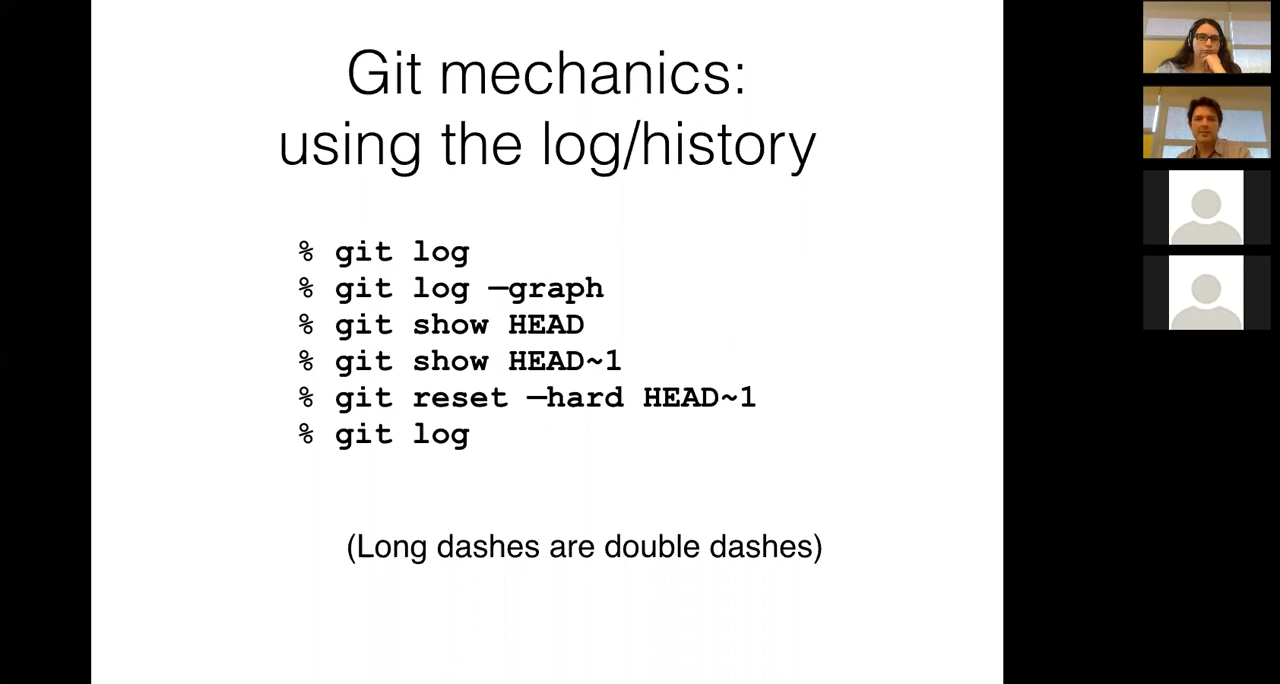 Git mechanics:
using the log/history
% git log
% git log —graph
% git show HEAD
% git show HEAD~1
% git reset —hard HEAD~1
% git log
(Long dashes are double dashes)